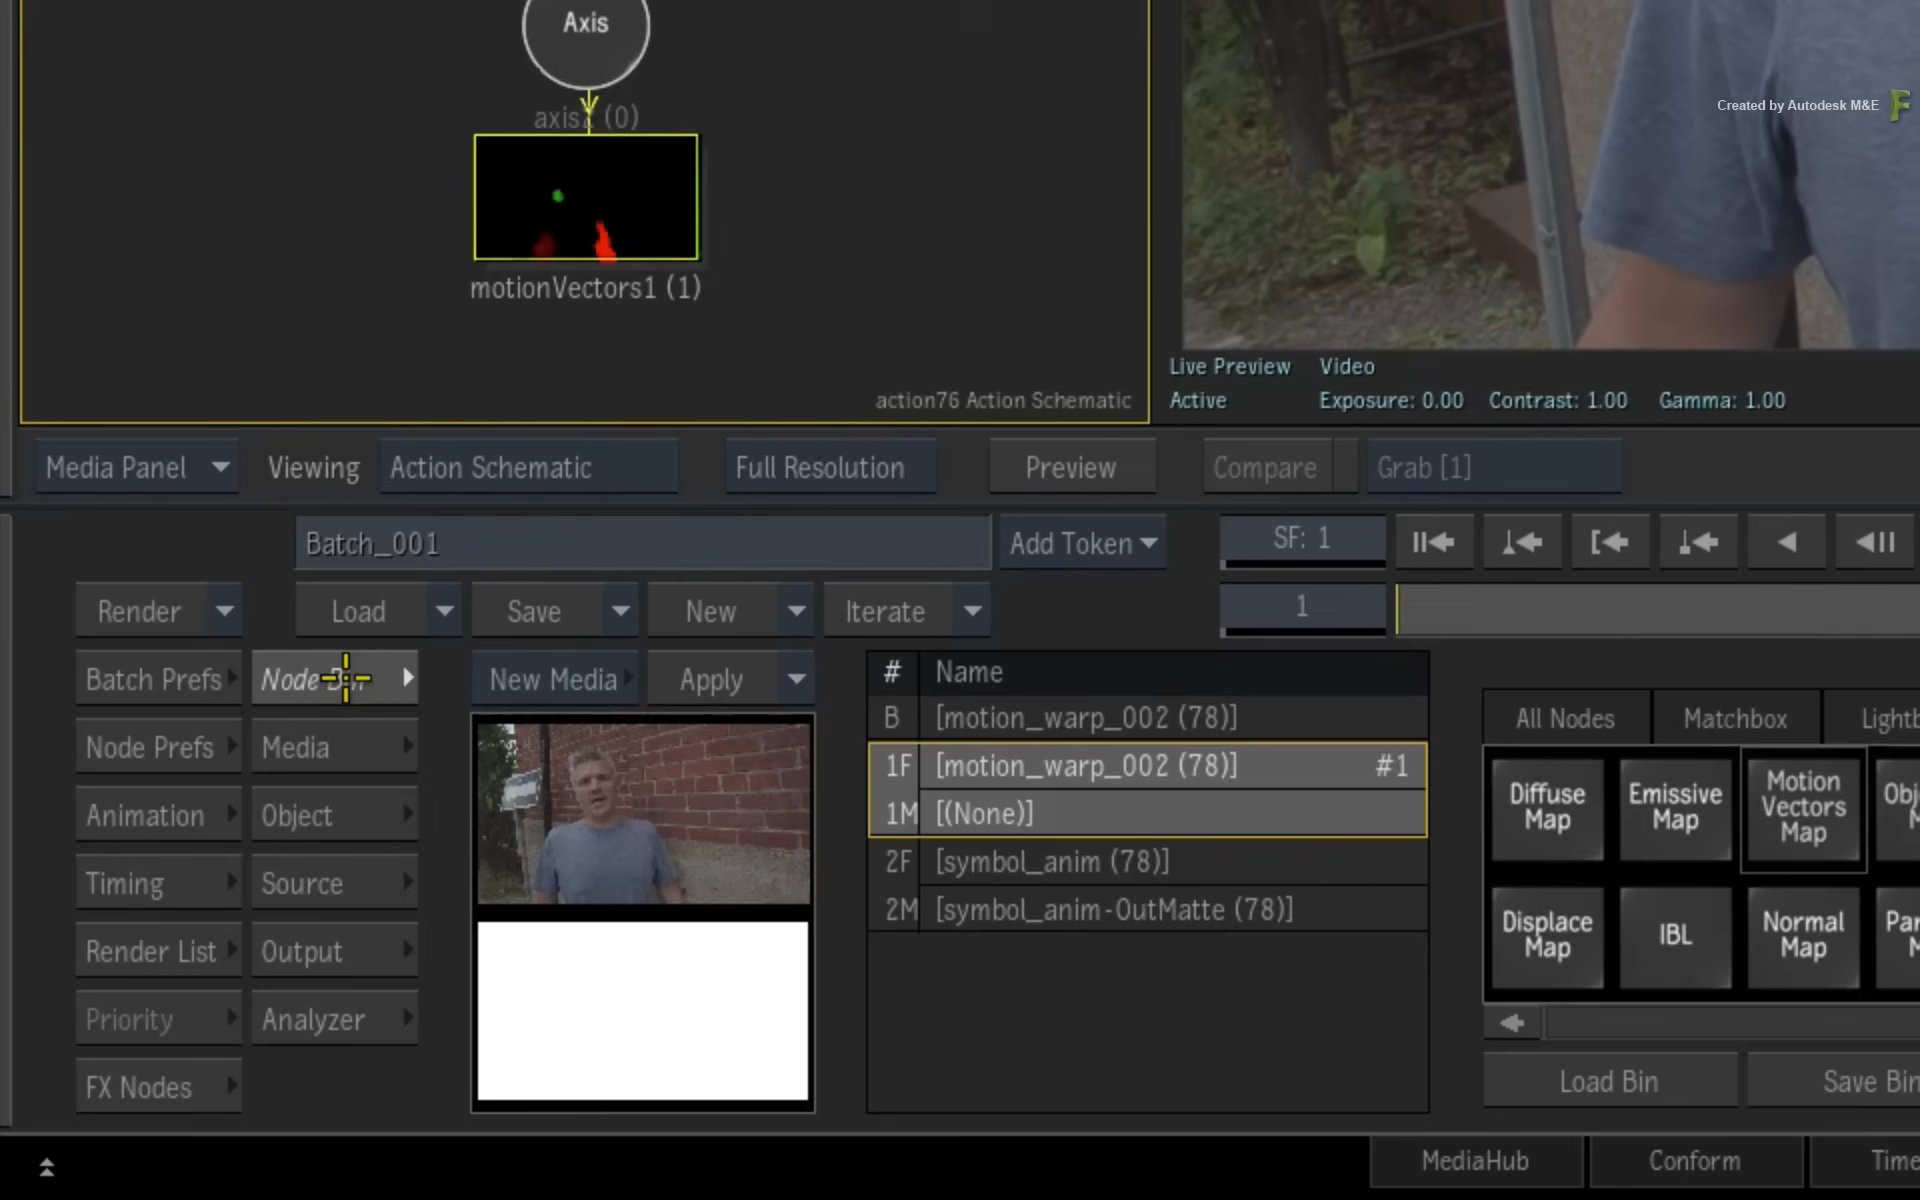 Axis
axis2 (0)
motionVectors1 (1)
action76 Action Schematic
Created by Autodesk M&E
Live Preview Video
Active Exposure: 0.00 Contrast: 1.00 Gamma: 1.00
Media Panel Viewing Action Schematic Full Resolution Preview Compare Grab [1]
Batch_001 Add Token SF: 1
Render Load Save New Iterate 1
Batch Prefs Node Bin New Media Apply
Node Prefs Media
Animation Object
Timing Source
Render List Output
Priority Analyzer
FX Nodes
# Name
B [motion_warp_002 (78)]
1F [motion_warp_002 (78)] #1
1M [(None)]
2F [symbol_anim (78)]
2M [symbol_anim-OutMatte (78)]
All Nodes Matchbox
Diffuse Map
Emissive Map
Motion Vectors Map
Displace Map
IBL
Normal Map
Load Bin Save Bin
MediaHub Conform